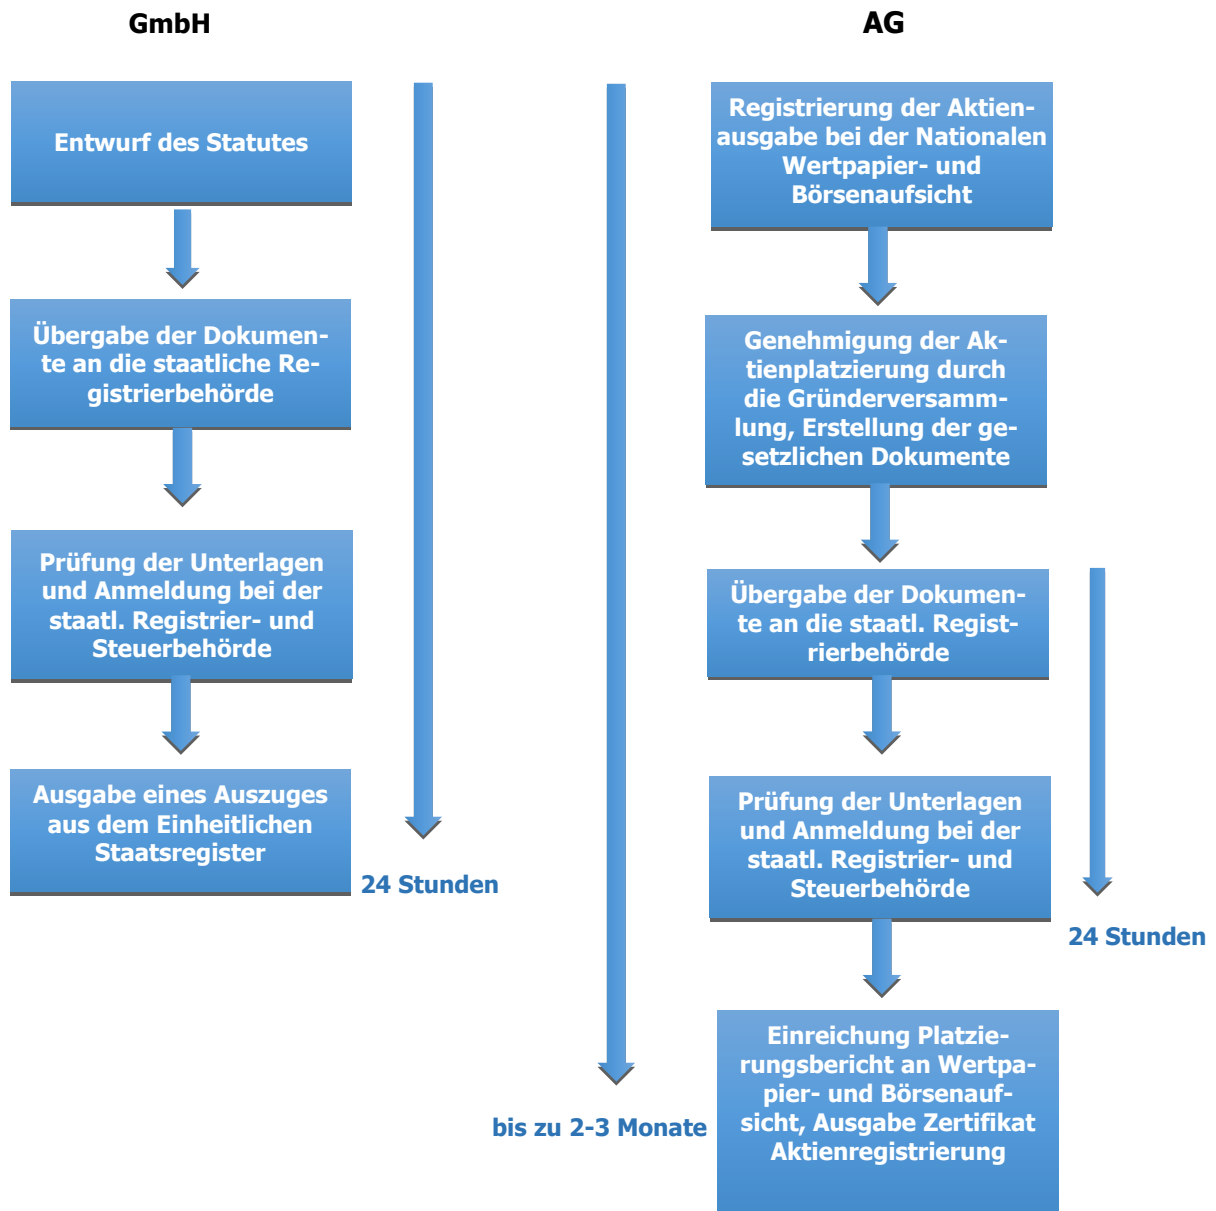 GmbH
Entwurf des Statutes
Übergabe der Dokumen-
te an die staatliche Re-
gistrierbehörde
Prüfung der Unterlagen
und Anmeldung bei der
staatl. Registrier- und
Steuerbehörde
Ausgabe eines Auszuges
aus dem Einheitlichen
Staatsregister
24 Stunden
AG
Registrierung der Aktien-
ausgabe bei der Nationalen
Wertpapier- und
Börsenaufsicht
Genehmigung der Ak-
tienplatzierung durch
die Gründerversamm-
lung, Erstellung der ge-
setzlichen Dokumente
Übergabe der Dokumen-
te an die staatl. Regist-
rierbehörde
Prüfung der Unterlagen
und Anmeldung bei der
staatl. Registrier- und
Steuerbehörde
24 Stunden
Einreichung Platzie-
rungsbericht an Wertpa-
pier- und Börsenauf-
sicht, Ausgabe Zertifikat
Aktienregistrierung
bis zu 2-3 Monate